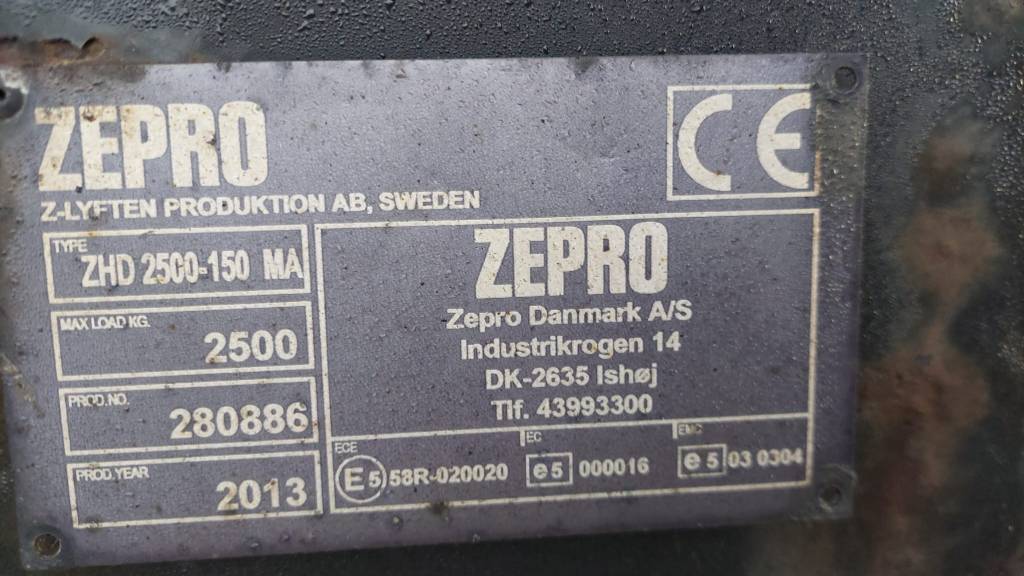 ZEPRO
CE
Z-LYFTEN PRODUKTION AB, SWEDEN
TYPE
ZHD 2500-150 MA
MAX LOAD KG.
2500
PROD.NO.
280886
PROD.YEAR
2013
ZEPRO
Zepro Danmark A/S
Industrikrogen 14
DK-2635 Ishøj
Tlf. 43993300
ECE
E5 58R-020020
EC
e5 000016
EMC
e5 03 0304